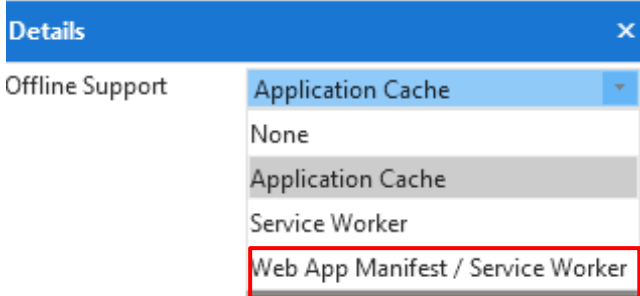 Details
Offline Support
Application Cache
None
Application Cache
Service Worker
Web App Manifest / Service Worker